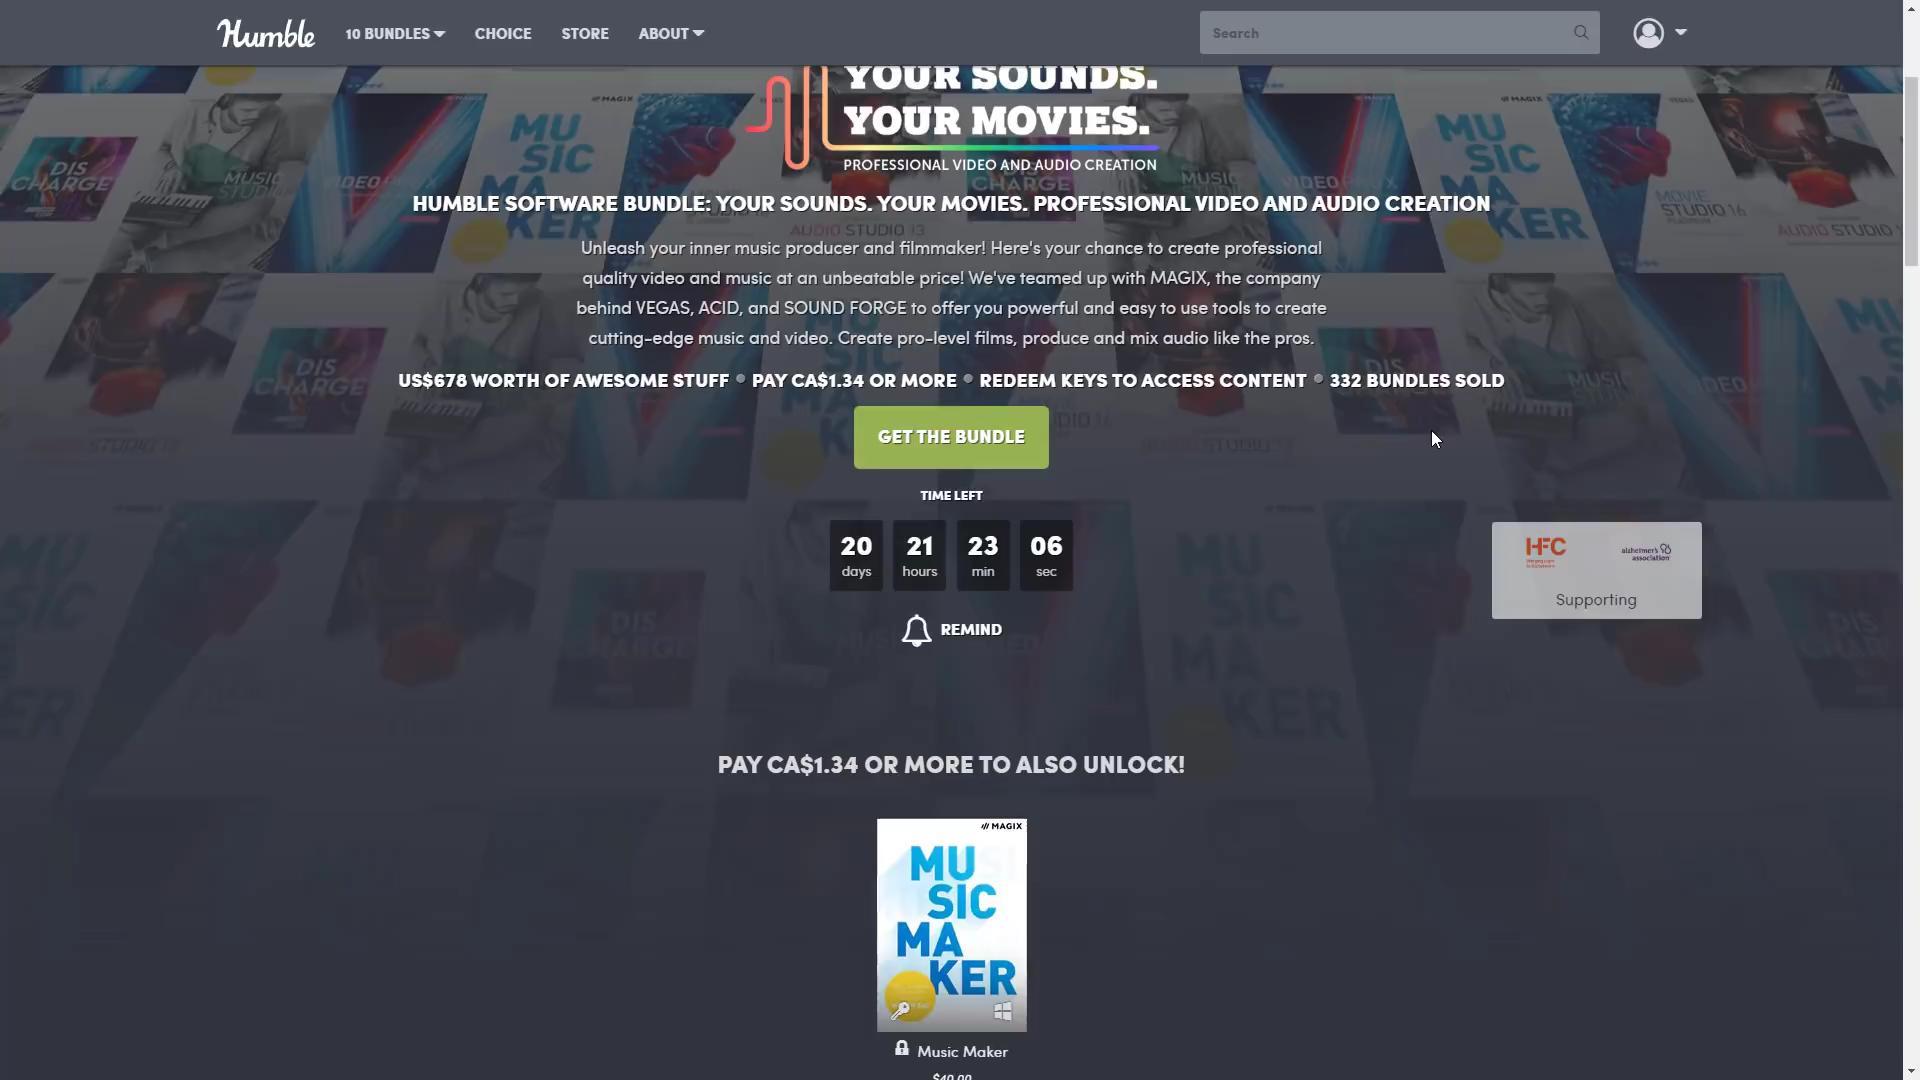 Humble
10 BUNDLES
CHOICE
STORE
ABOUT
Search
YOUR SOUNDS.
YOUR MOVIES.
PROFESSIONAL VIDEO AND AUDIO CREATION
HUMBLE SOFTWARE BUNDLE: YOUR SOUNDS. YOUR MOVIES. PROFESSIONAL VIDEO AND AUDIO CREATION
Unleash your inner music producer and filmmaker! Here's your chance to create professional
quality video and music at an unbeatable price! We've teamed up with MAGIX, the company
behind VEGAS, ACID, and SOUND FORGE to offer you powerful and easy to use tools to create
cutting-edge music and video. Create pro-level films, produce and mix audio like the pros.
US$678 WORTH OF AWESOME STUFF • PAY CA$1.34 OR MORE • REDEEM KEYS TO ACCESS CONTENT • 332 BUNDLES SOLD
GET THE BUNDLE
TIME LEFT
20 21 23 06
days hours min sec
REMIND
HFC
alzheimer's
association
Supporting
PAY CA$1.34 OR MORE TO ALSO UNLOCK!
MAGIX
MU
SIC
MA
KER
Music Maker
$40.00